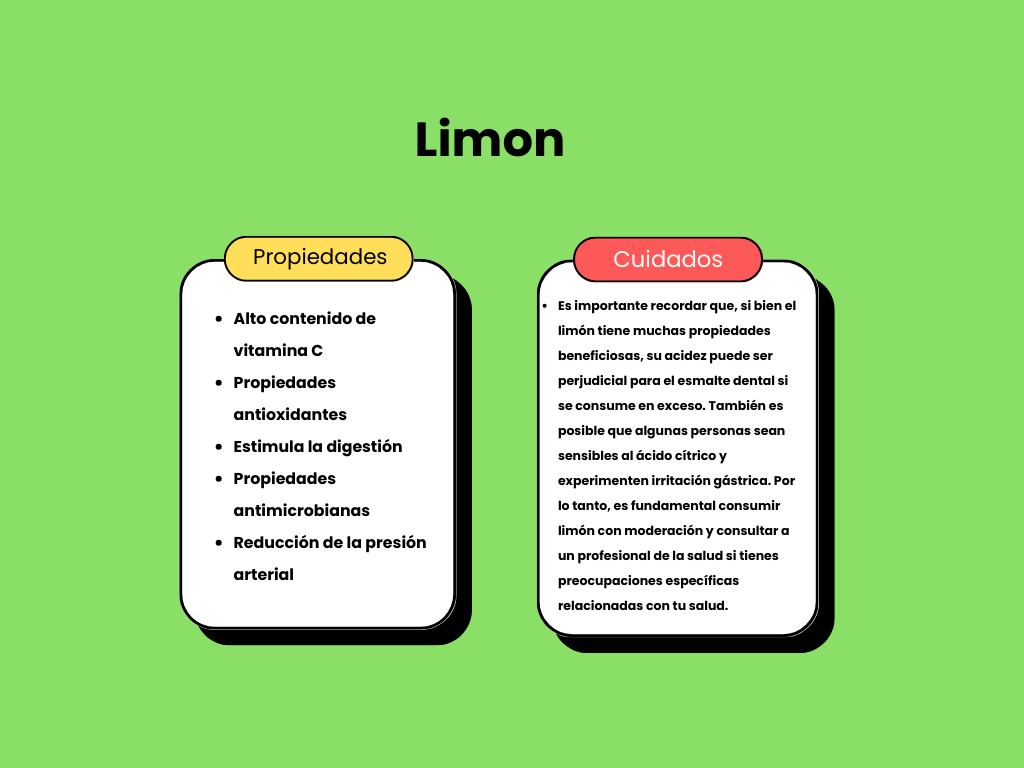 Limon
Propiedades
• Alto contenido de
vitamina C
• Propiedades
antioxidantes
• Estimula la digestión
• Propiedades
antimicrobianas
• Reducción de la presión
arterial
Cuidados
• Es importante recordar que, si bien el
limón tiene muchas propiedades
beneficiosas, su acidez puede ser
perjudicial para el esmalte dental si
se consume en exceso. También es
posible que algunas personas sean
sensibles al ácido cítrico y
experimenten irritación gástrica. Por
lo tanto, es fundamental consumir
limón con moderación y consultar a
un profesional de la salud si tienes
preocupaciones específicas
relacionadas con tu salud.